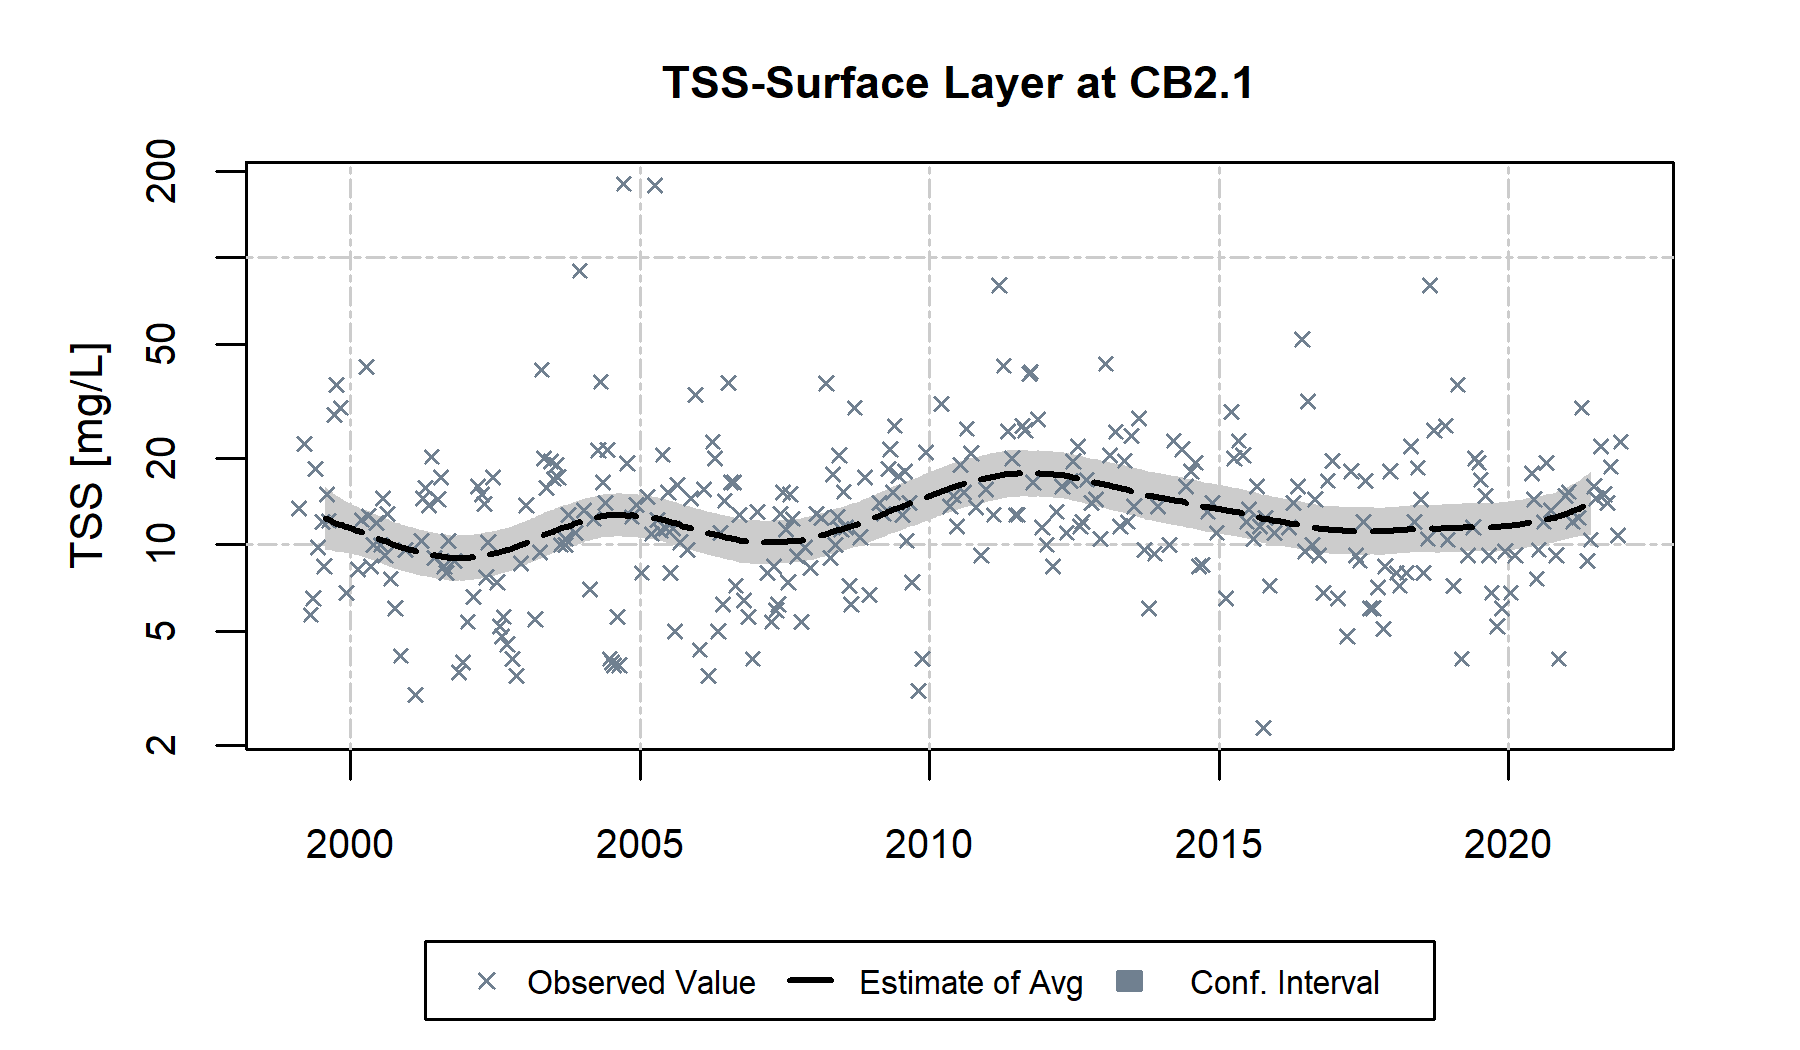 TSS-Surface Layer at CB2.1
TSS [mg/L]
200
50
20
10
5
2
2000 2005 2010 2015 2020
Observed Value Estimate of Avg Conf. Interval